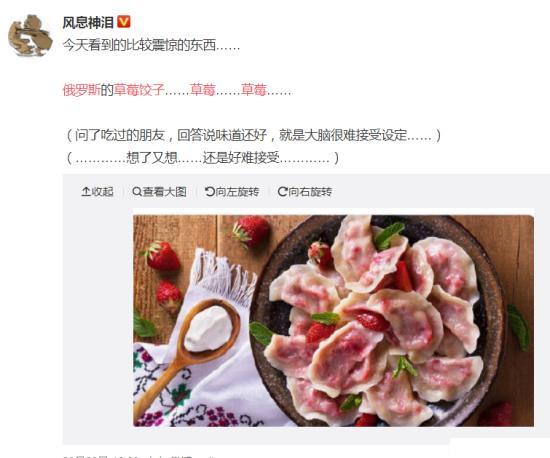 风息神泪
今天看到的比较震惊的东西……
俄罗斯的草莓饺子……草莓……草莓……
（问了吃过的朋友，回答说味道还好，就是大脑很难接受设定……）
（…………想了又想……还是好难接受…………）
收起 查看大图 向左旋转 向右旋转